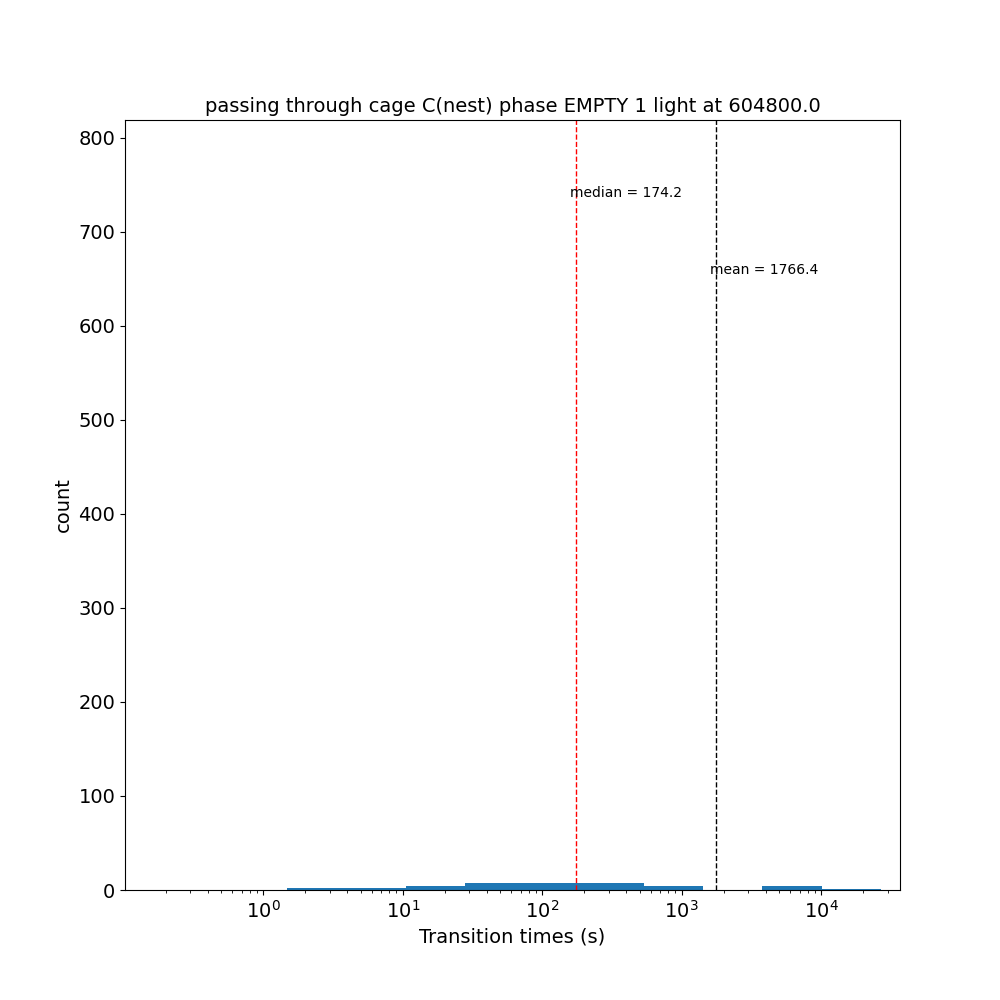 passing through cage C(nest) phase EMPTY 1 light at 604800.0
800
median = 174.2
700
mean = 1766.4
600
500
count
400
300
200
100
0
10^0 10^1 10^2 10^3 10^4
Transition times (s)